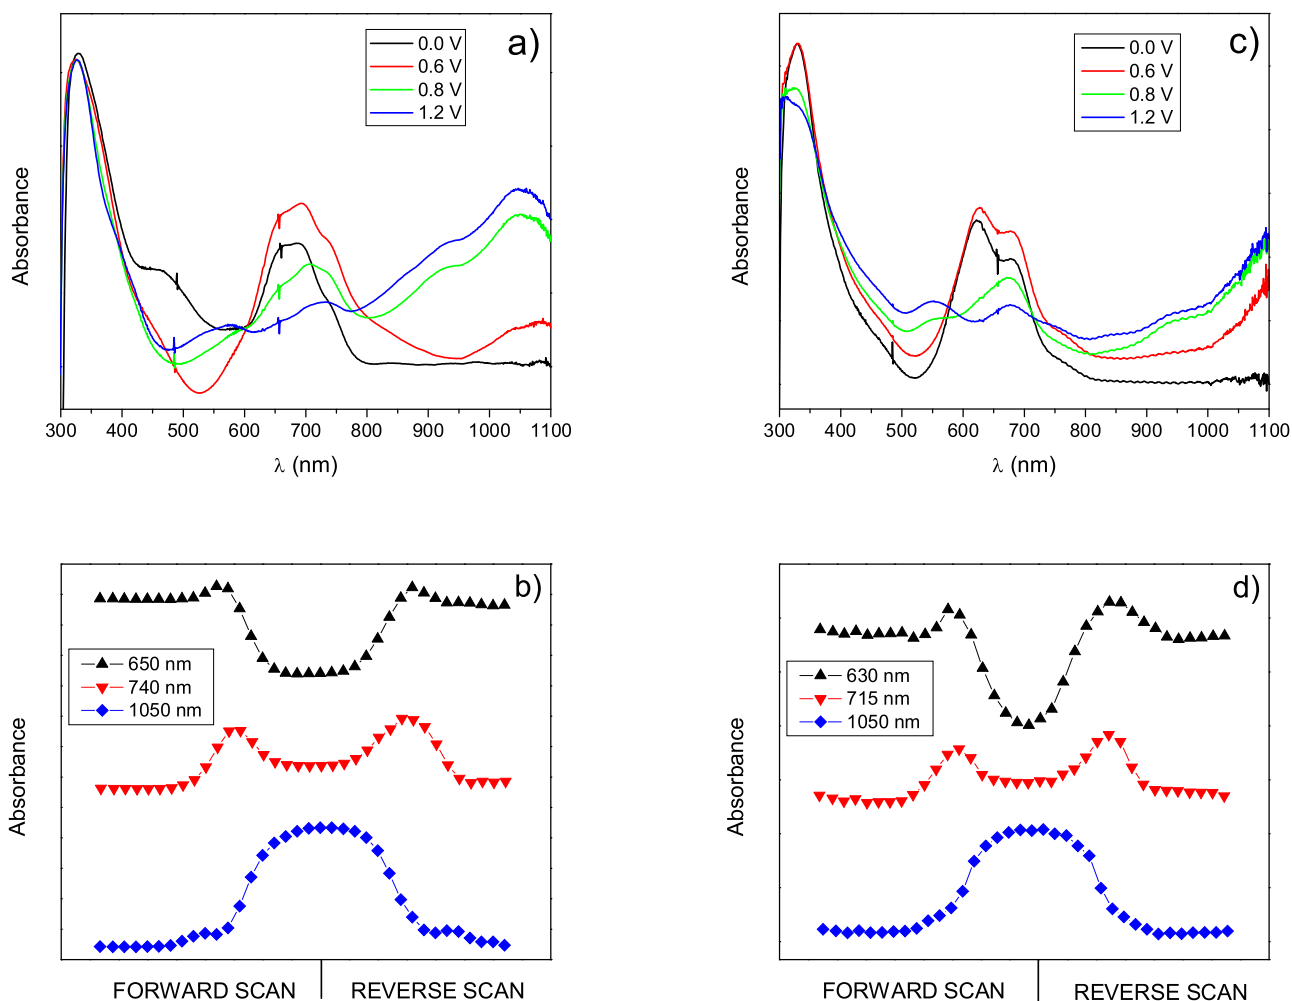 a)
0.0 V
0.6 V
0.8 V
1.2 V
Absorbance
300 400 500 600 700 800 900 1000 1100
λ (nm)
c)
0.0 V
0.6 V
0.8 V
1.2 V
Absorbance
300 400 500 600 700 800 900 1000 1100
λ (nm)
b)
650 nm
740 nm
1050 nm
Absorbance
FORWARD SCAN REVERSE SCAN
d)
630 nm
715 nm
1050 nm
Absorbance
FORWARD SCAN REVERSE SCAN